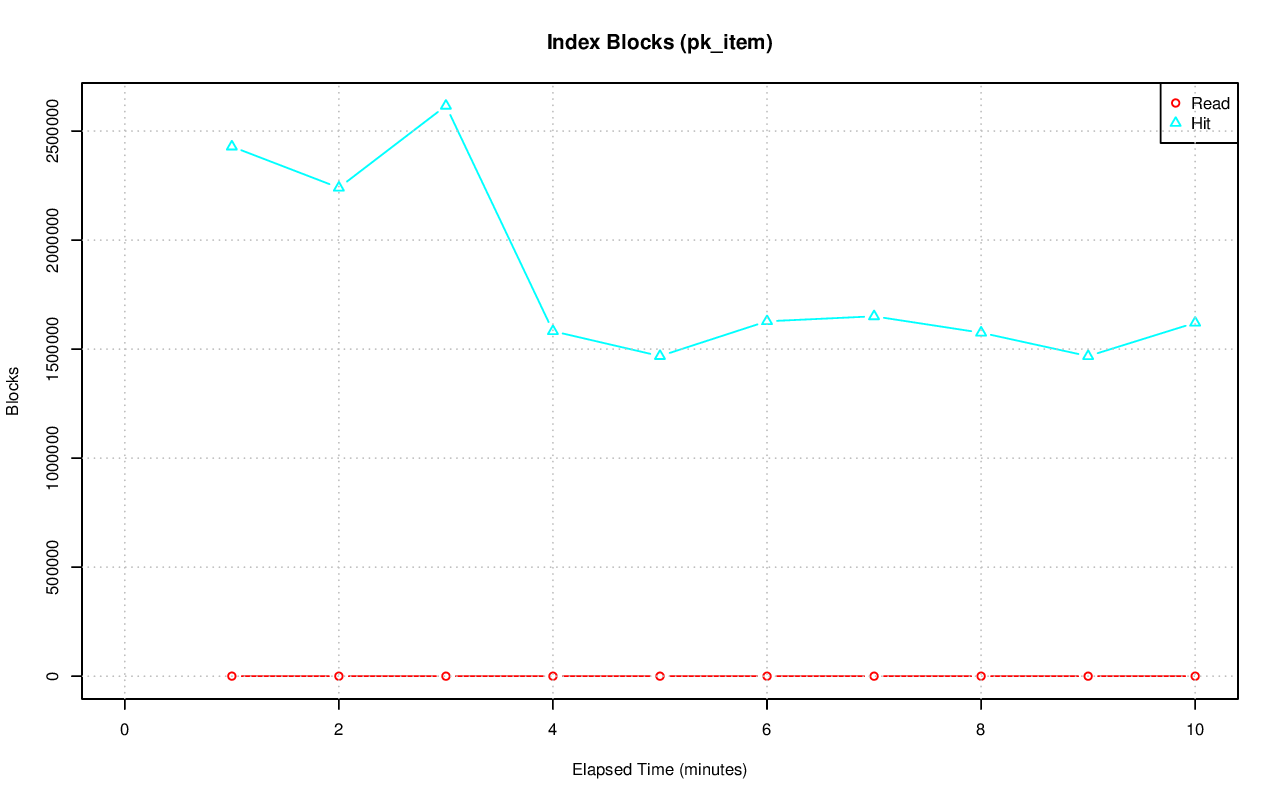 Index Blocks (pk_item)
Read
Hit
2500000
2000000
1500000
1000000
500000
0
Blocks
0 2 4 6 8 10
Elapsed Time (minutes)